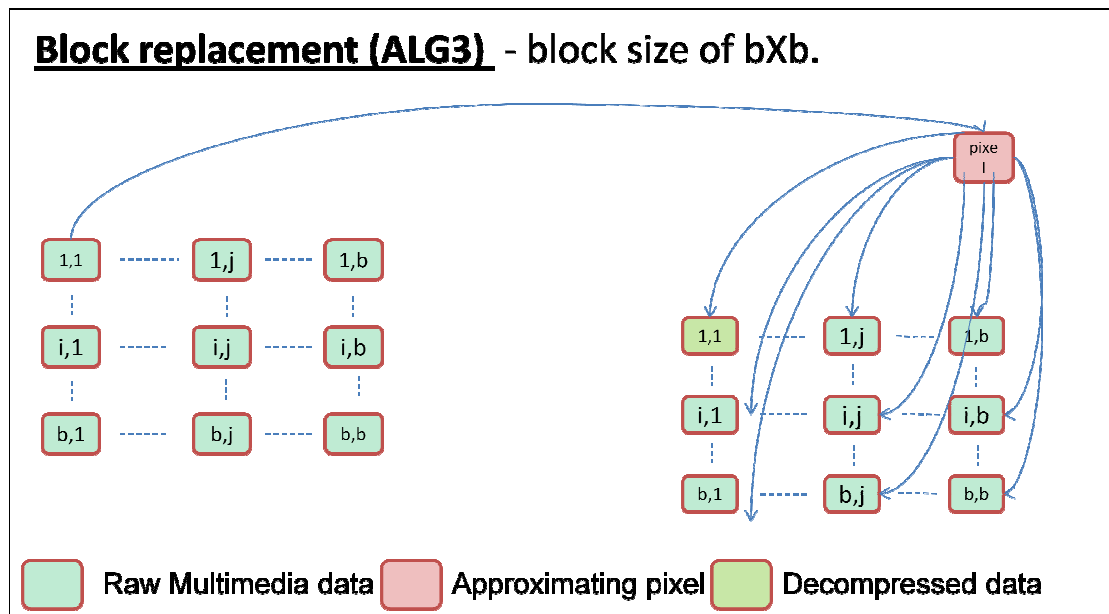 Block replacement (ALG3) - block size of bXb.
pixe
l
1,1 1,j 1,b
i,1 i,j i,b
b,1 b,j b,b
1,1 1,j 1,b
i,1 i,j i,b
b,1 b,j b,b
Raw Multimedia data Approximating pixel Decompressed data